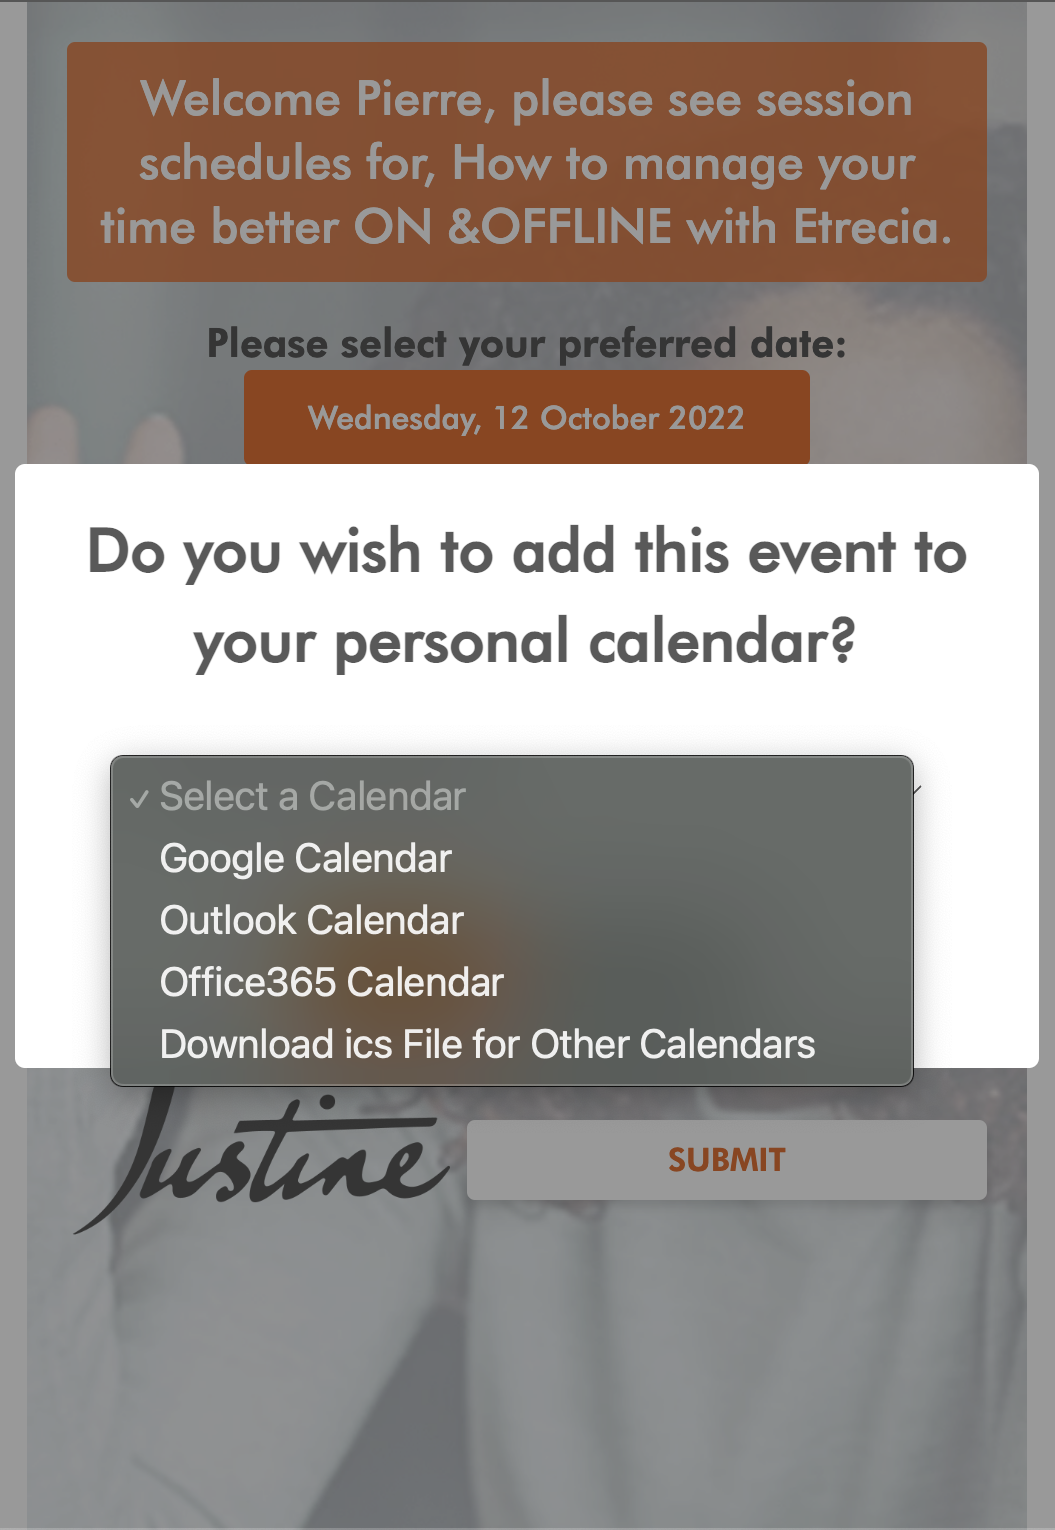 Welcome Pierre, please see session
schedules for, How to manage your
time better ON &OFFLINE with Etrecia.
Please select your preferred date:
Wednesday, 12 October 2022
Do you wish to add this event to
your personal calendar?
✓ Select a Calendar
Google Calendar
Outlook Calendar
Office365 Calendar
Download ics File for Other Calendars
Justine
SUBMIT